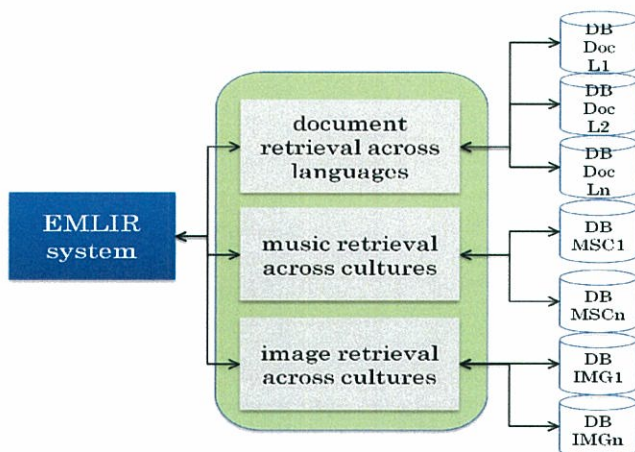 EMLIR
system
document
retrieval across
languages
music retrieval
across cultures
image retrieval
across cultures
DB
Doc
L1
DB
Doc
L2
DB
Doc
Ln
DB
MSC1
DB
MSCn
DB
IMG1
DB
IMGn